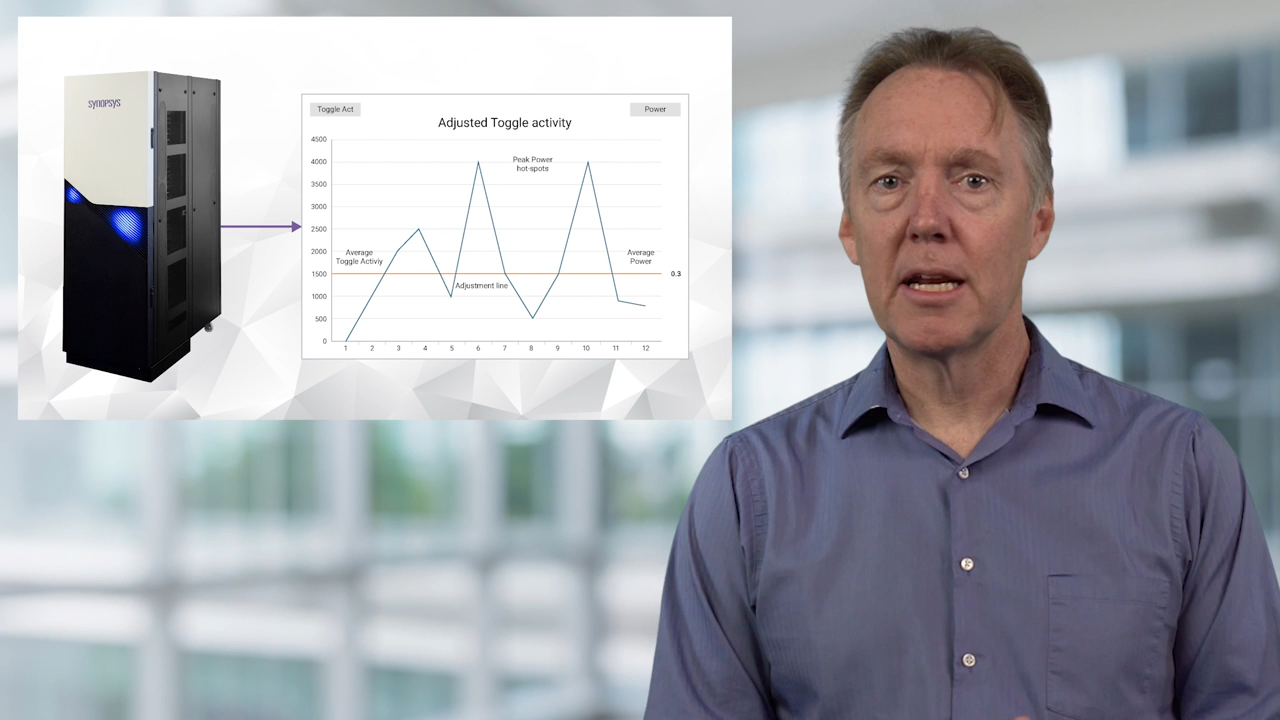 SYNOPSYS
Toggle Act
Power
Adjusted Toggle activity
4500
4000
3500
3000
2500
2000
1500
1000
500
0
Peak Power
hot-spots
Average
Toggle Activiy
Average
Power
0.3
Adjustment line
1 2 3 4 5 6 7 8 9 10 11 12